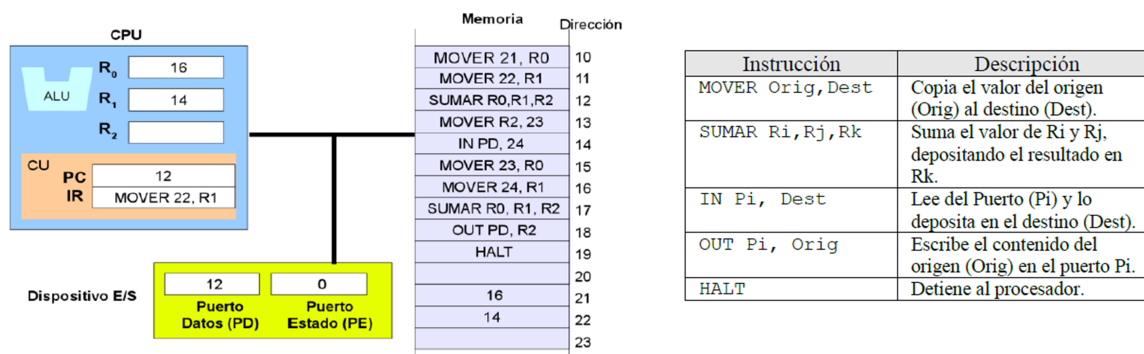 CPU
R0 16
ALU
R1 14
R2
CU
PC 12
IR MOVER 22, R1
Dispositivo E/S
12 0
Puerto Puerto
Datos (PD) Estado (PE)
Memoria Dirección
MOVER 21, R0 10
MOVER 22, R1 11
SUMAR R0,R1,R2 12
MOVER R2, 23 13
IN PD, 24 14
MOVER 23, R0 15
MOVER 24, R1 16
SUMAR R0, R1, R2 17
OUT PD, R2 18
HALT 19
20
16 21
14 22
23
Instrucción Descripción
MOVER Orig,Dest Copia el valor del origen
(Orig) al destino (Dest).
SUMAR Ri,Rj,Rk Suma el valor de Ri y Rj,
depositando el resultado en
Rk.
IN Pi, Dest Lee del Puerto (Pi) y lo
deposita en el destino (Dest).
OUT Pi, Orig Escribe el contenido del
origen (Orig) en el puerto Pi.
HALT Detiene al procesador.